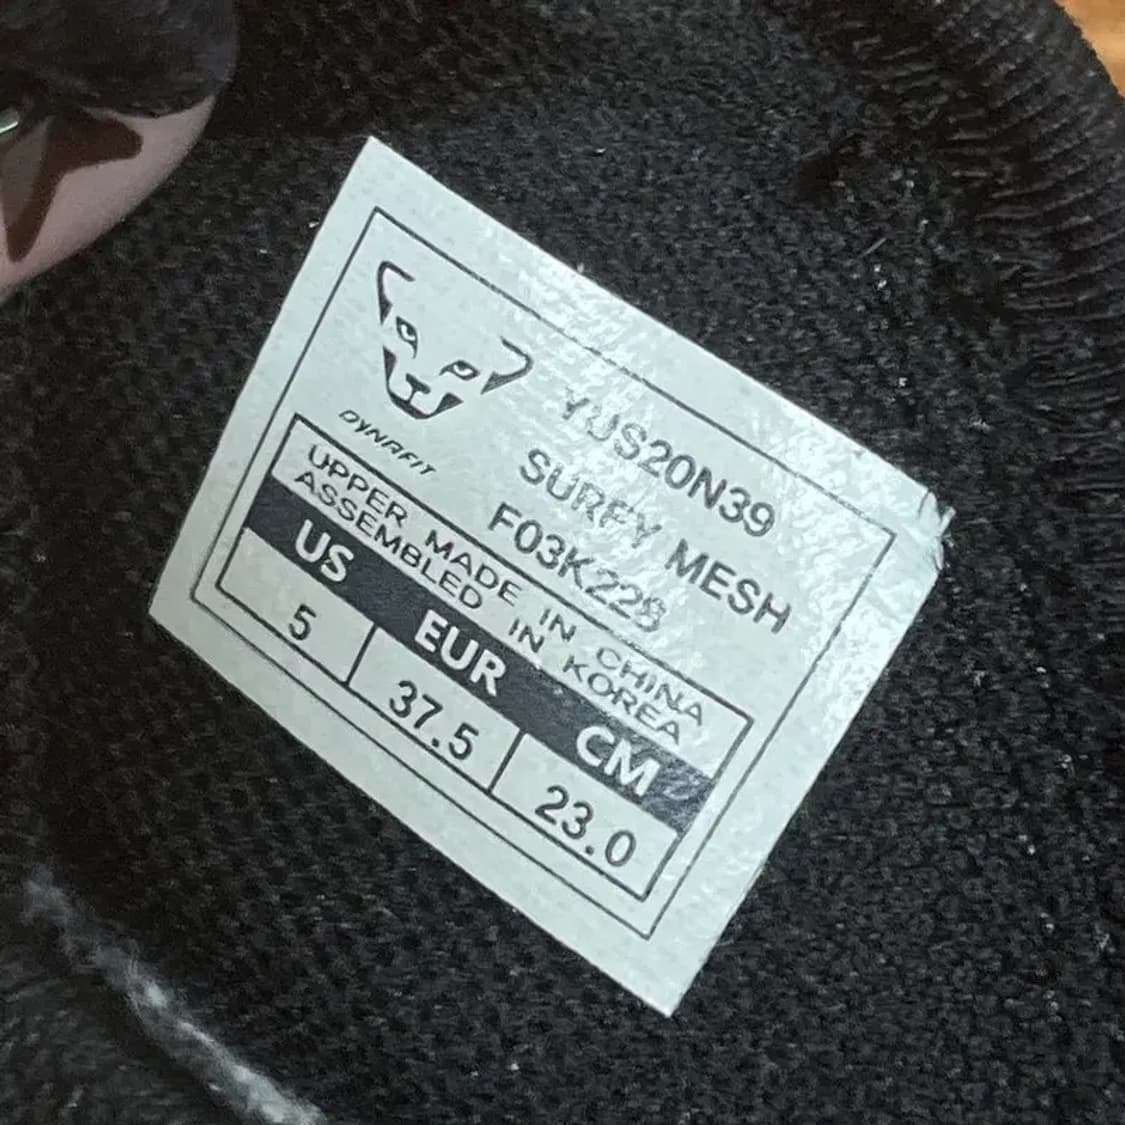 DYNAFIT
YUS20N39
SURFY MESH
F03K228
UPPER MADE IN CHINA
ASSEMBLED IN KOREA
US EUR CM
5 37.5 23.0